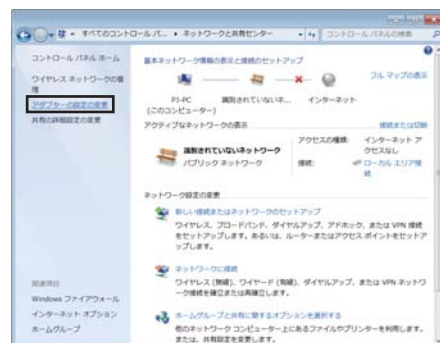 すべてのコントロール パ... ネットワークと共有センター
コントロール パネルの検索
コントロール パネル ホーム
ワイヤレス ネットワークの管
理
アダプターの設定の変更
共有の詳細設定の変更
基本ネットワーク情報の表示と接続のセットアップ
フル マップの表示
PJ-PC
(このコンピューター)
識別されていないネ...
インターネット
アクティブなネットワークの表示
接続または切断
識別されていないネットワーク
パブリック ネットワーク
アクセスの種類:
インターネット ア
クセスなし
接続:
ローカル エリア接
続
ネットワーク設定の変更
新しい接続またはネットワークのセットアップ
ワイヤレス、ブロードバンド、ダイヤルアップ、アドホック、または VPN 接続
をセットアップします。あるいは、ルーターまたはアクセス ポイントをセットア
ップします。
ネットワークに接続
ワイヤレス (無線)、ワイヤード (有線)、ダイヤルアップ、または VPN ネットワ
ーク接続を確立または再確立します。
ホームグループと共有に関するオプションを選択する
他のネットワーク コンピューター上にあるファイルやプリンターを利用します。
または、共有設定を変更します。
関連項目
Windows ファイアウォール
インターネット オプション
ホームグループ